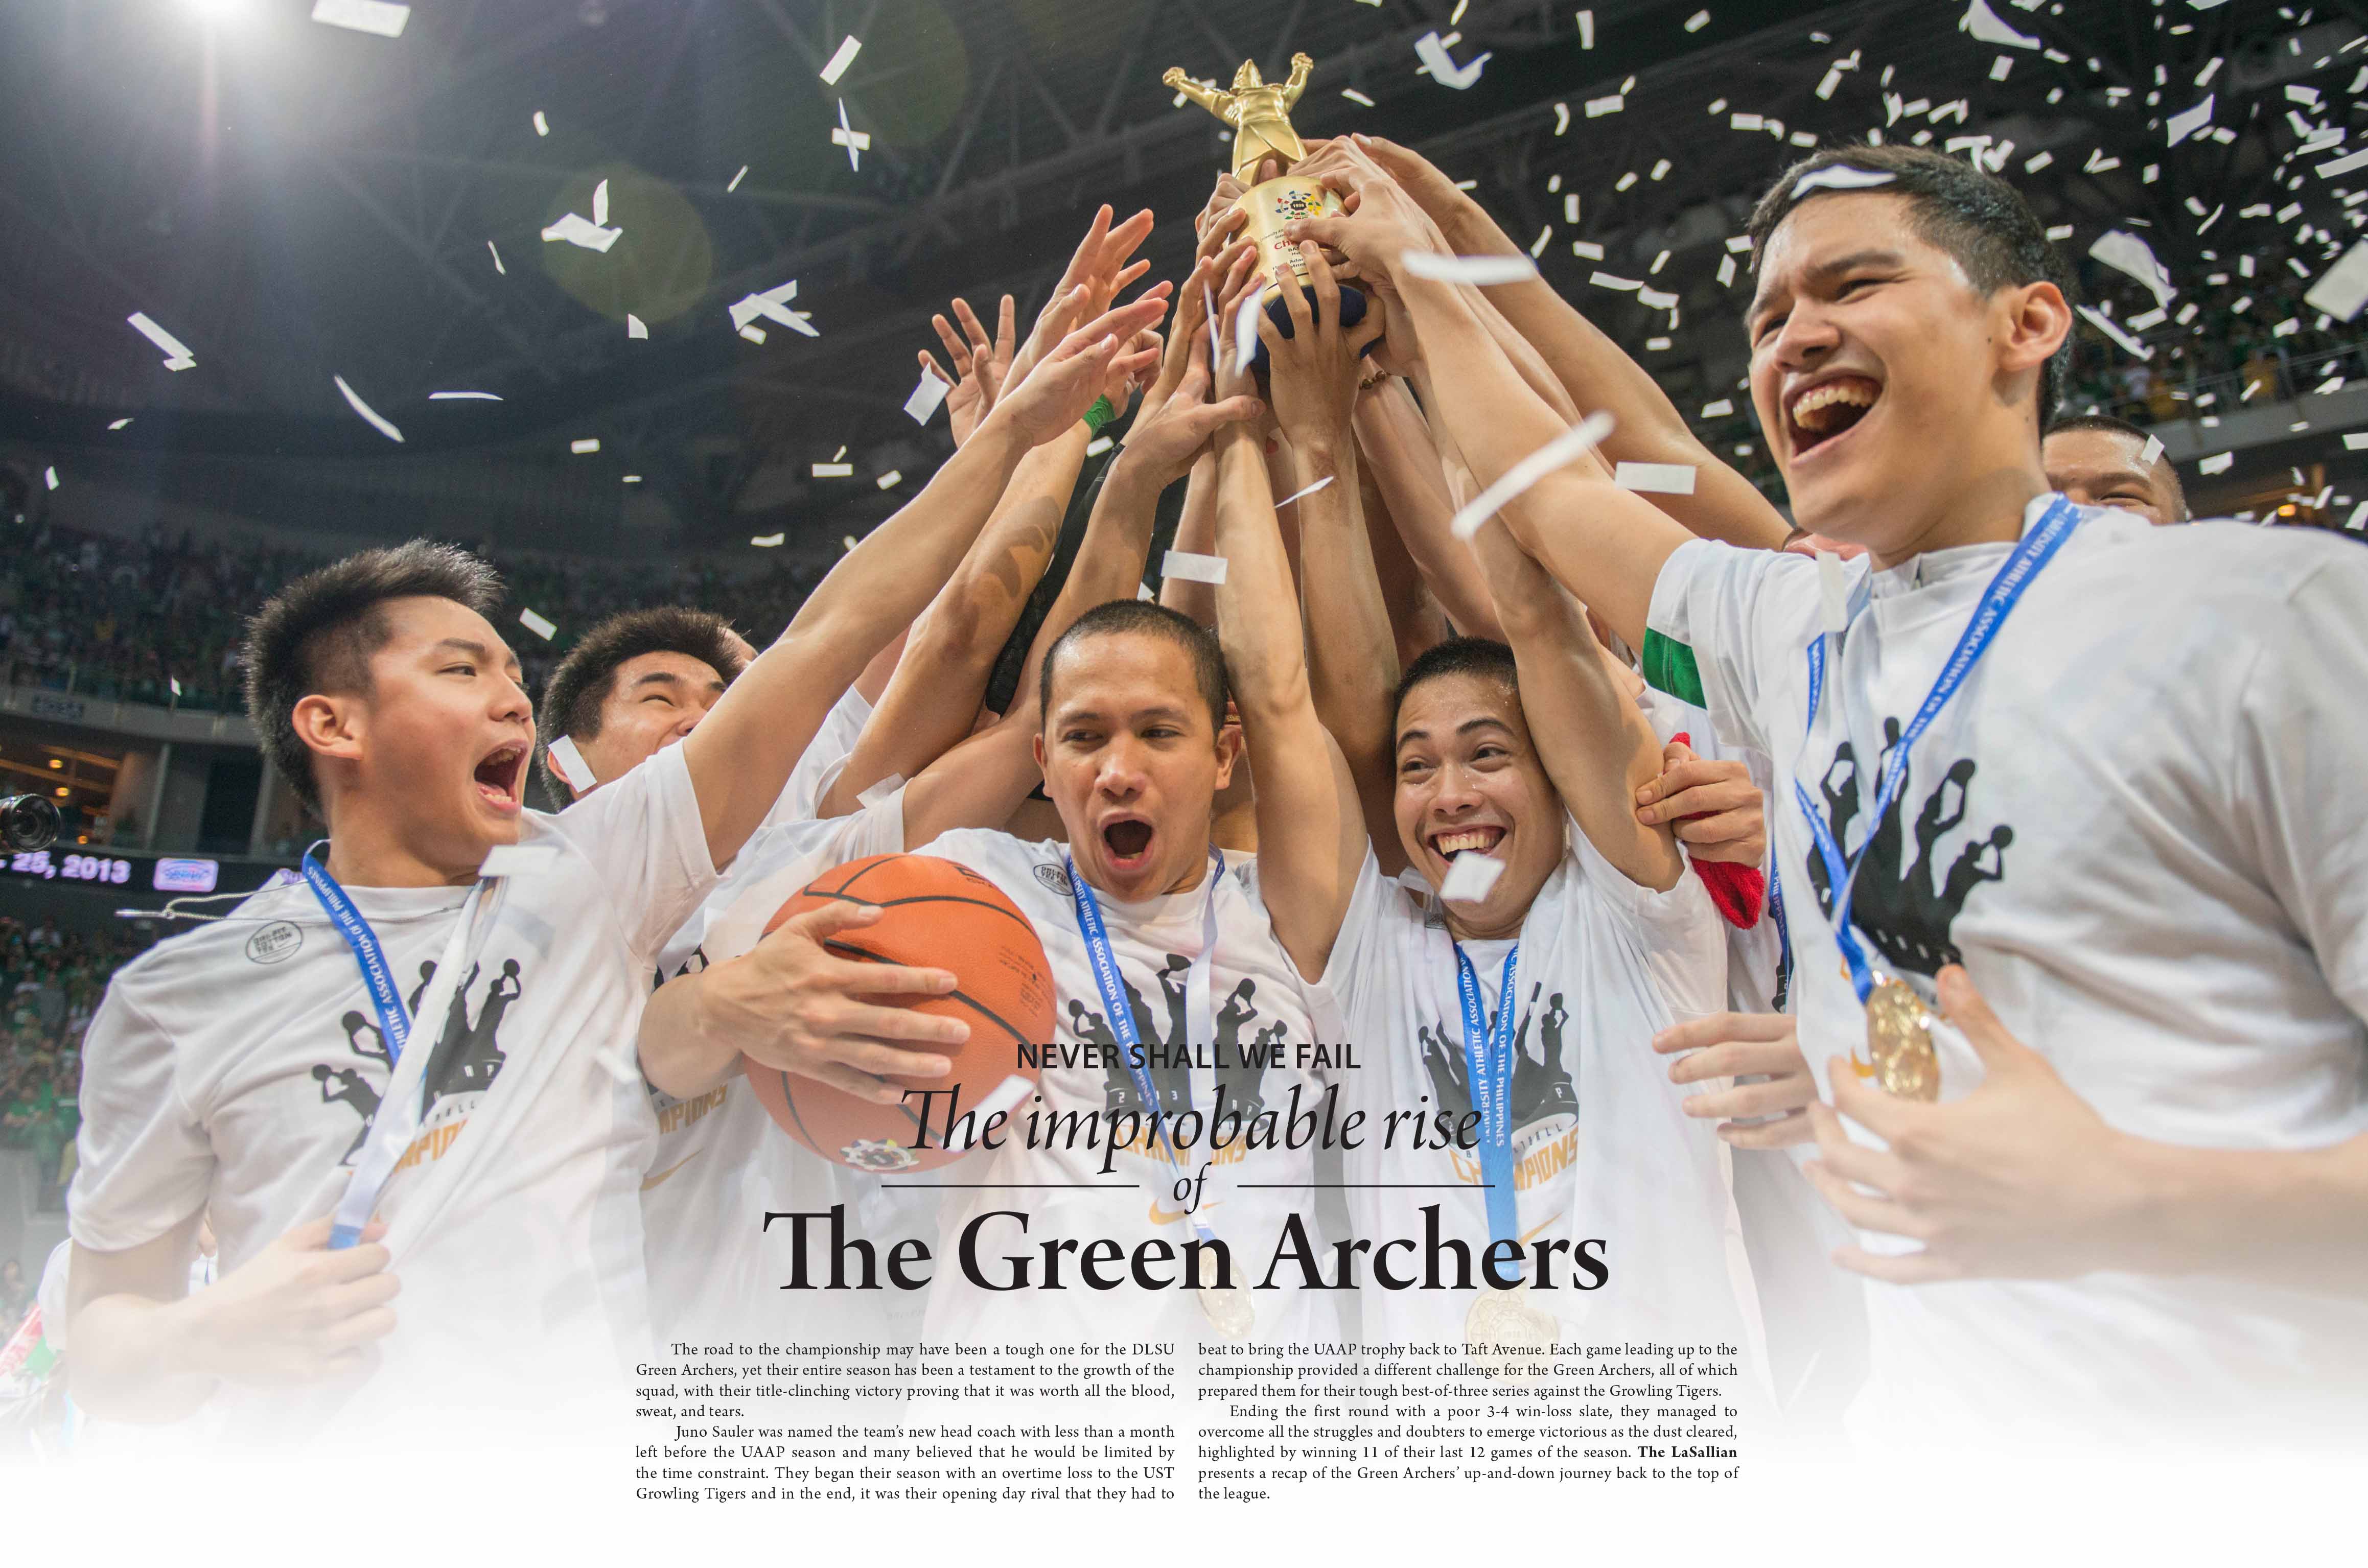 25, 2013
NEVER SHALL WE FAIL
The improbable rise
of
The Green Archers
The road to the championship may have been a tough one for the DLSU
Green Archers, yet their entire season has been a testament to the growth of the
squad, with their title-clinching victory proving that it was worth all the blood,
sweat, and tears.
Juno Sauler was named the team's new head coach with less than a month
left before the UAAP season and many believed that he would be limited by
the time constraint. They began their season with an overtime loss to the UST
Growling Tigers and in the end, it was their opening day rival that they had to
beat to bring the UAAP trophy back to Taft Avenue. Each game leading up to the
championship provided a different challenge for the Green Archers, all of which
prepared them for their tough best-of-three series against the Growling Tigers.
Ending the first round with a poor 3-4 win-loss slate, they managed to
overcome all the struggles and doubters to emerge victorious as the dust cleared,
highlighted by winning 11 of their last 12 games of the season. The LaSallian
presents a recap of the Green Archers' up-and-down journey back to the top of
the league.
ATHLETIC ASSOCIATION OF THE
ASSOCIATION OF THE PHILIPPINES
UNIVERSITY ATHLETIC ASSOCIATION